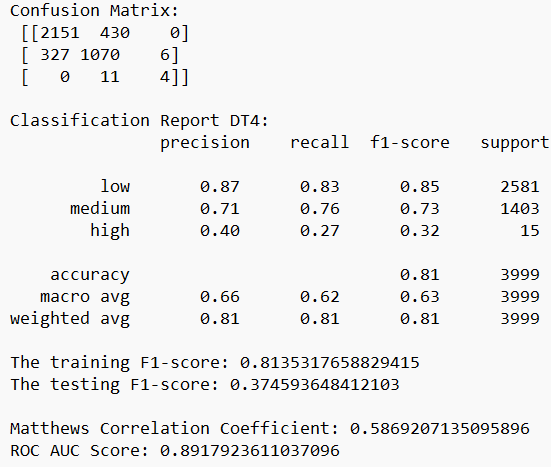 Confusion Matrix:
[[2151 430 0]
[ 327 1070 6]
[ 0 11 4]]
Classification Report DT4:
precision recall f1-score support
low 0.87 0.83 0.85 2581
medium 0.71 0.76 0.73 1403
high 0.40 0.27 0.32 15
accuracy 0.81 3999
macro avg 0.66 0.62 0.63 3999
weighted avg 0.81 0.81 0.81 3999
The training F1-score: 0.8135317658829415
The testing F1-score: 0.374593648412103
Matthews Correlation Coefficient: 0.5869207135095896
ROC AUC Score: 0.8917923611037096